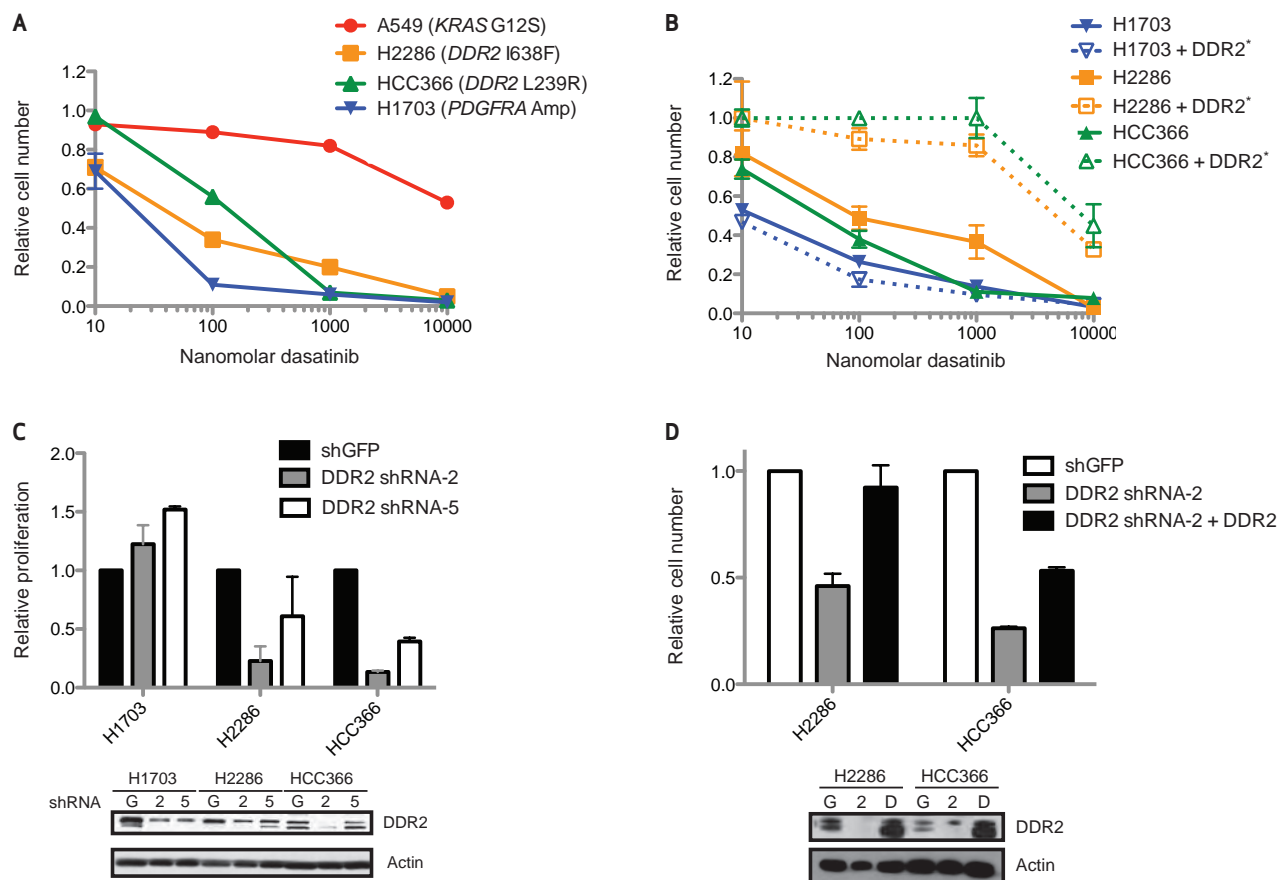 A
A549 (KRAS G12S)
H2286 (DDR2 I638F)
HCC366 (DDR2 L239R)
H1703 (PDGFRA Amp)
Relative cell number
1.2
1.0
0.8
0.6
0.4
0.2
0.0
10 100 1000 10000
Nanomolar dasatinib
B
H1703
H1703 + DDR2*
H2286
H2286 + DDR2*
HCC366
HCC366 + DDR2*
Relative cell number
1.2
1.0
0.8
0.6
0.4
0.2
0.0
10 100 1000 10000
Nanomolar dasatinib
C
shGFP
DDR2 shRNA-2
DDR2 shRNA-5
Relative proliferation
2.0
1.5
1.0
0.5
0.0
H1703 H2286 HCC366
H1703 H2286 HCC366
shRNA G 2 5 G 2 5 G 2 5
DDR2
Actin
D
shGFP
DDR2 shRNA-2
DDR2 shRNA-2 + DDR2
Relative cell number
1.0
0.5
0.0
H2286 HCC366
H2286 HCC366
G 2 D G 2 D
DDR2
Actin